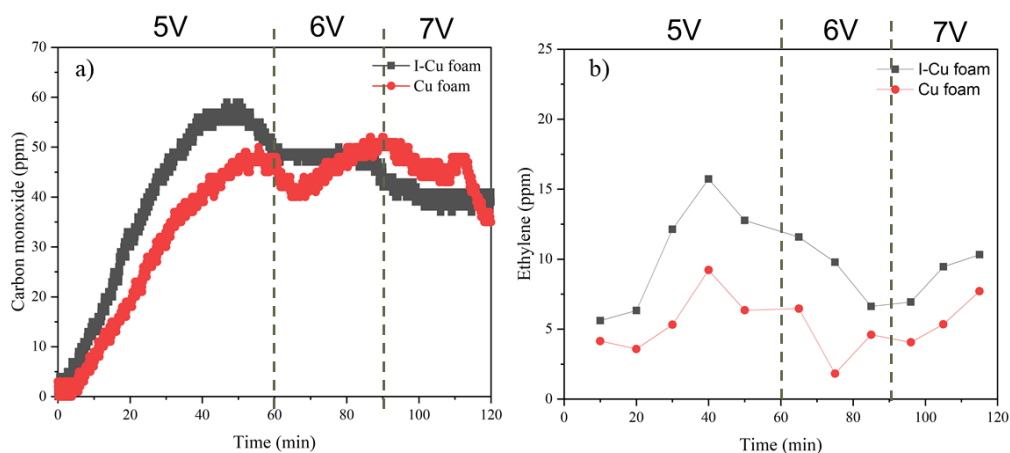 5V 6V 7V
a)
I-Cu foam
Cu foam
Carbon monoxide (ppm)
70
60
50
40
30
20
10
0
0 20 40 60 80 100 120
Time (min)
5V 6V 7V
b)
I-Cu foam
Cu foam
Ethylene (ppm)
25
20
15
10
5
0
0 20 40 60 80 100 120
Time (min)